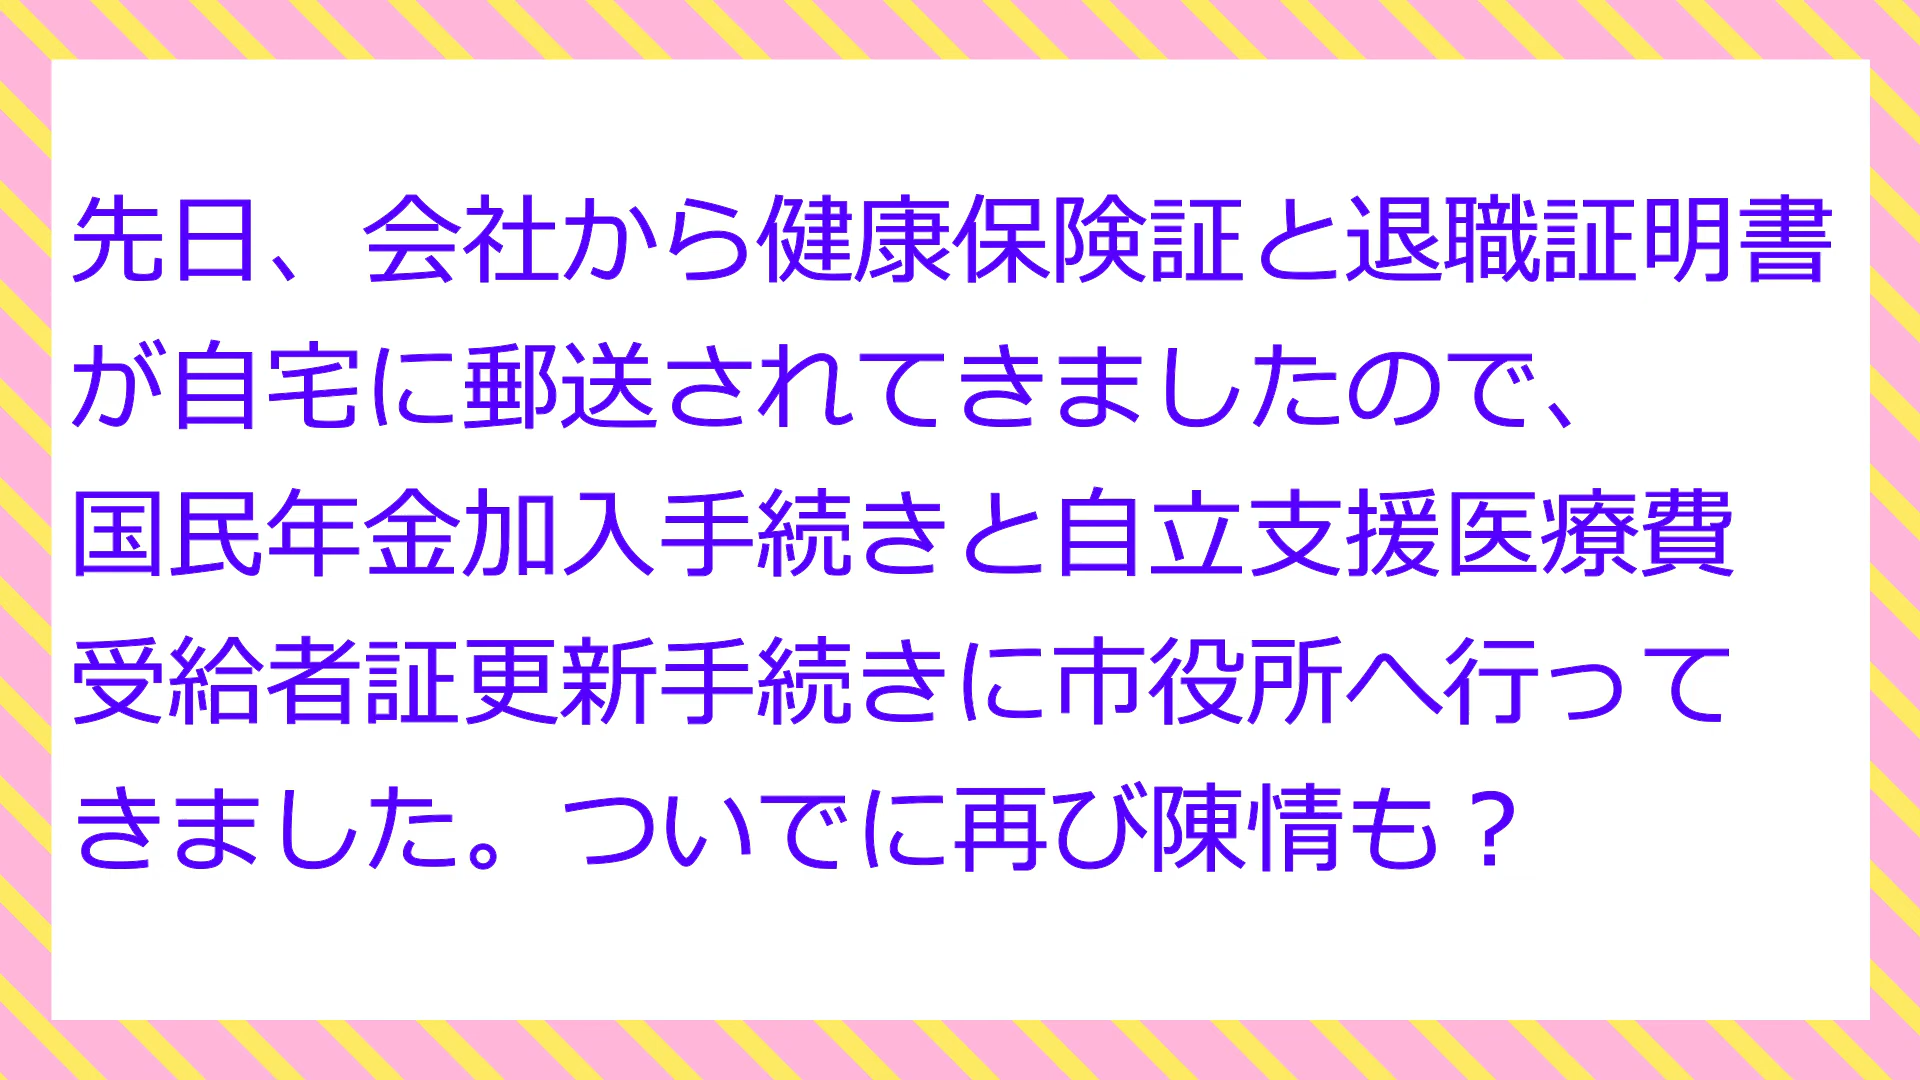 先日、会社から健康保険証と退職証明書
が自宅に郵送されてきましたので、
国民年金加入手続きと自立支援医療費
受給者証更新手続きに市役所へ行って
きました。ついでに再び陳情も？